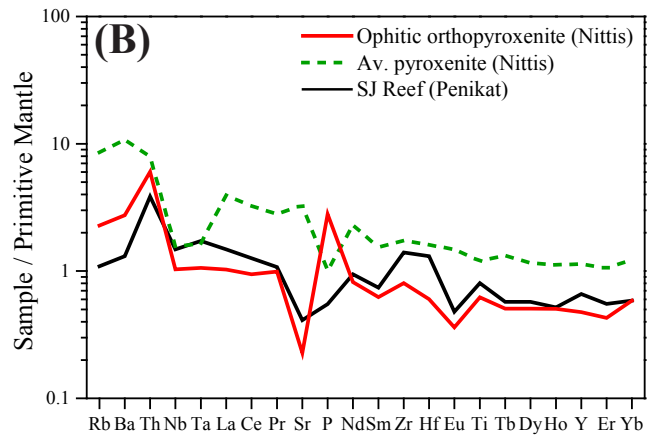 100
(B)
Ophitic orthopyroxenite (Nittis)
Av. pyroxenite (Nittis)
SJ Reef (Penikat)
10
1
0.1
Sample / Primitive Mantle
Rb Ba Th Nb Ta La Ce Pr Sr P Nd Sm Zr Hf Eu Ti Tb Dy Ho Y Er Yb